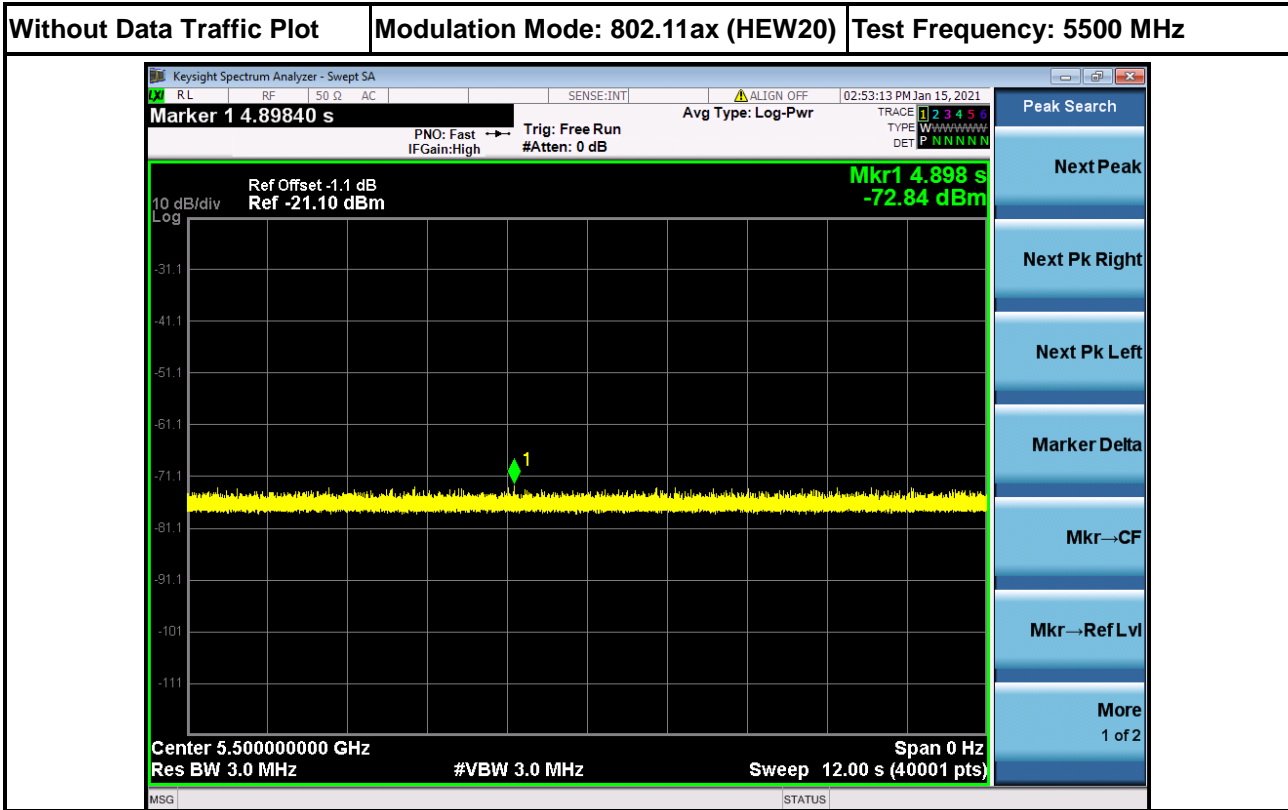 Without Data Traffic Plot Modulation Mode: 802.11ax (HEW20) Test Frequency: 5500 MHz
Keysight Spectrum Analyzer - Swept SA
LXI RL RF 50 Ω AC SENSE:INT ALIGN OFF 02:53:13 PM Jan 15, 2021
Marker 1 4.89840 s
PNO: Fast
IFGain:High
Trig: Free Run
#Atten: 0 dB
Avg Type: Log-Pwr
TRACE 1 2 3 4 5 6
TYPE WWWWWW
DET P N N N N N
Peak Search
Ref Offset -1.1 dB
10 dB/div Ref -21.10 dBm
Log
Mkr1 4.898 s
-72.84 dBm
-31.1
-41.1
-51.1
-61.1
-71.1
-81.1
-91.1
-101
-111
1
Center 5.500000000 GHz Span 0 Hz
Res BW 3.0 MHz #VBW 3.0 MHz Sweep 12.00 s (40001 pts)
MSG STATUS
Next Peak
Next Pk Right
Next Pk Left
Marker Delta
Mkr→CF
Mkr→Ref Lvl
More
1 of 2